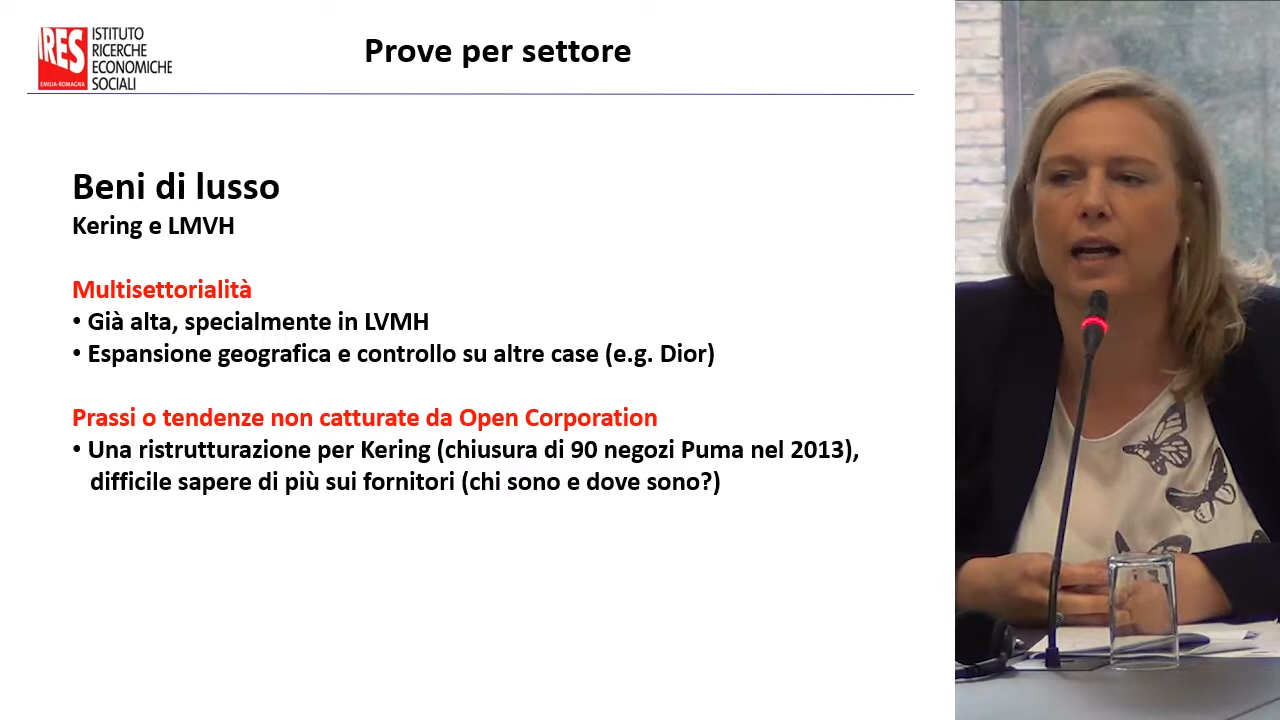 IRES
EMILIA-ROMAGNA
ISTITUTO
RICERCHE
ECONOMICHE
SOCIALI
Prove per settore
Beni di lusso
Kering e LMVH
Multisettorialità
• Già alta, specialmente in LVMH
• Espansione geografica e controllo su altre case (e.g. Dior)
Prassi o tendenze non catturate da Open Corporation
• Una ristrutturazione per Kering (chiusura di 90 negozi Puma nel 2013),
difficile sapere di più sui fornitori (chi sono e dove sono?)